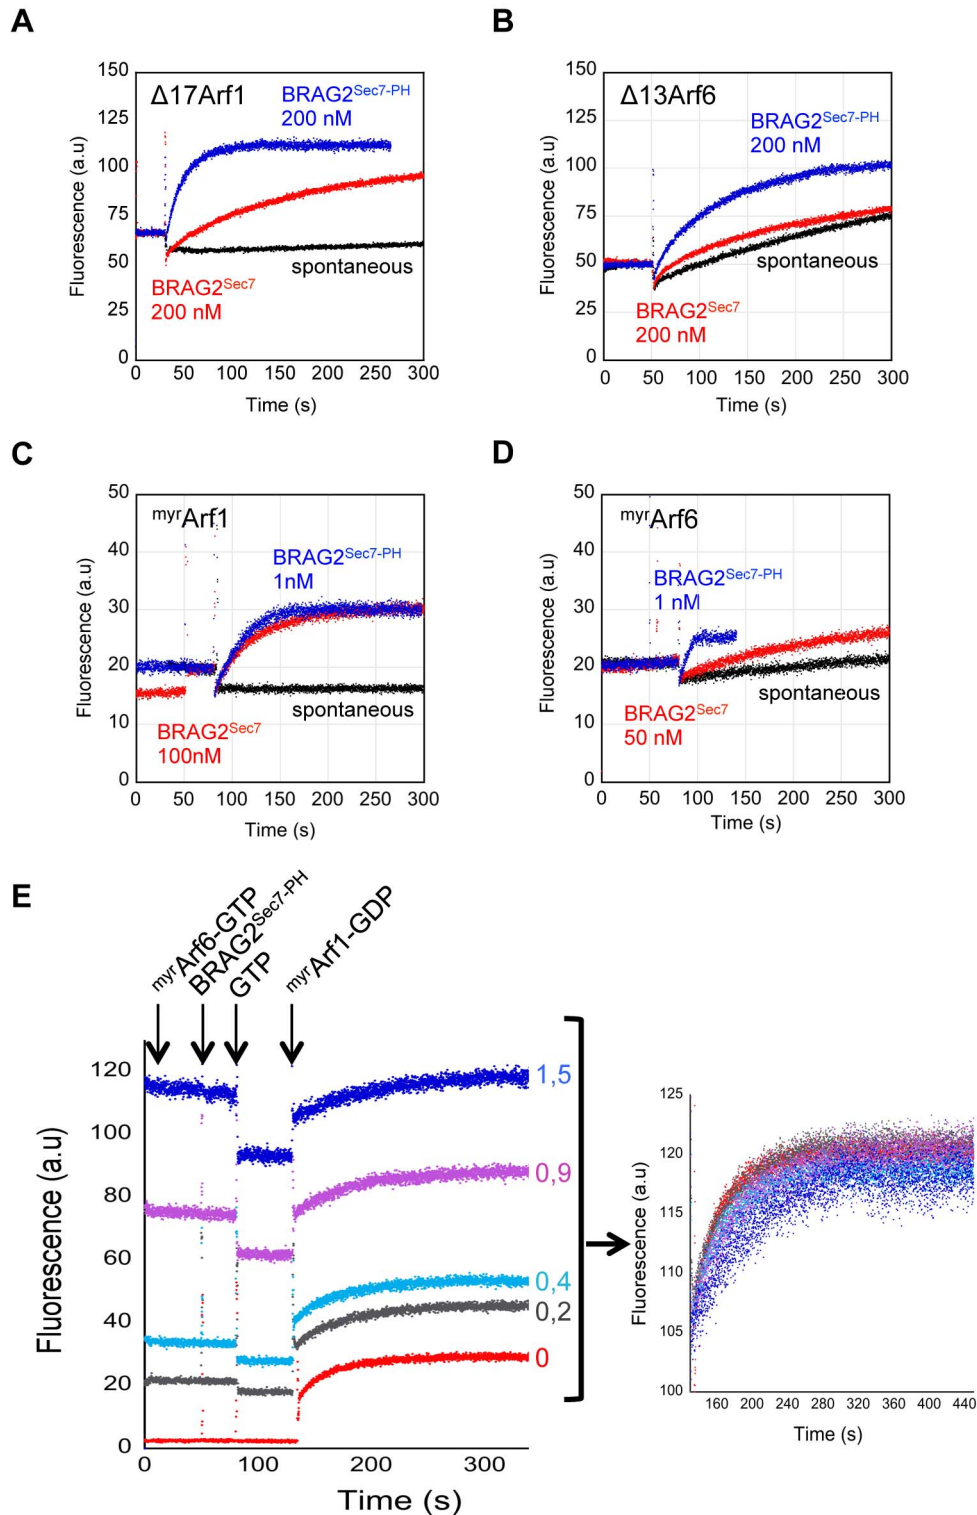 A
150
125
100
75
50
25
0
Fluorescence (a.u)
Δ17Arf1
BRAG2Sec7-PH
200 nM
spontaneous
BRAG2Sec7
200 nM
0 50 100 150 200 250 300
Time (s)
B
150
125
100
75
50
25
0
Fluorescence (a.u)
Δ13Arf6
BRAG2Sec7-PH
200 nM
spontaneous
BRAG2Sec7
200 nM
0 50 100 150 200 250 300
Time (s)
C
50
40
30
20
10
0
Fluorescence (a.u)
myrArf1
BRAG2Sec7-PH
1nM
spontaneous
BRAG2Sec7
100nM
0 50 100 150 200 250 300
Time (s)
D
50
40
30
20
10
0
Fluorescence (a.u)
myrArf6
BRAG2Sec7-PH
1 nM
spontaneous
BRAG2Sec7
50 nM
0 50 100 150 200 250 300
Time (s)
E
myrArf6-GTP
BRAG2Sec7-PH
GTP
myrArf1-GDP
120
100
80
60
40
20
0
Fluorescence (a.u)
1,5
0,9
0,4
0,2
0
0 100 200 300
Time (s)
125
120
115
110
105
100
Fluorescence (a.u)
160 200 240 280 320 360 400 440
Time (s)